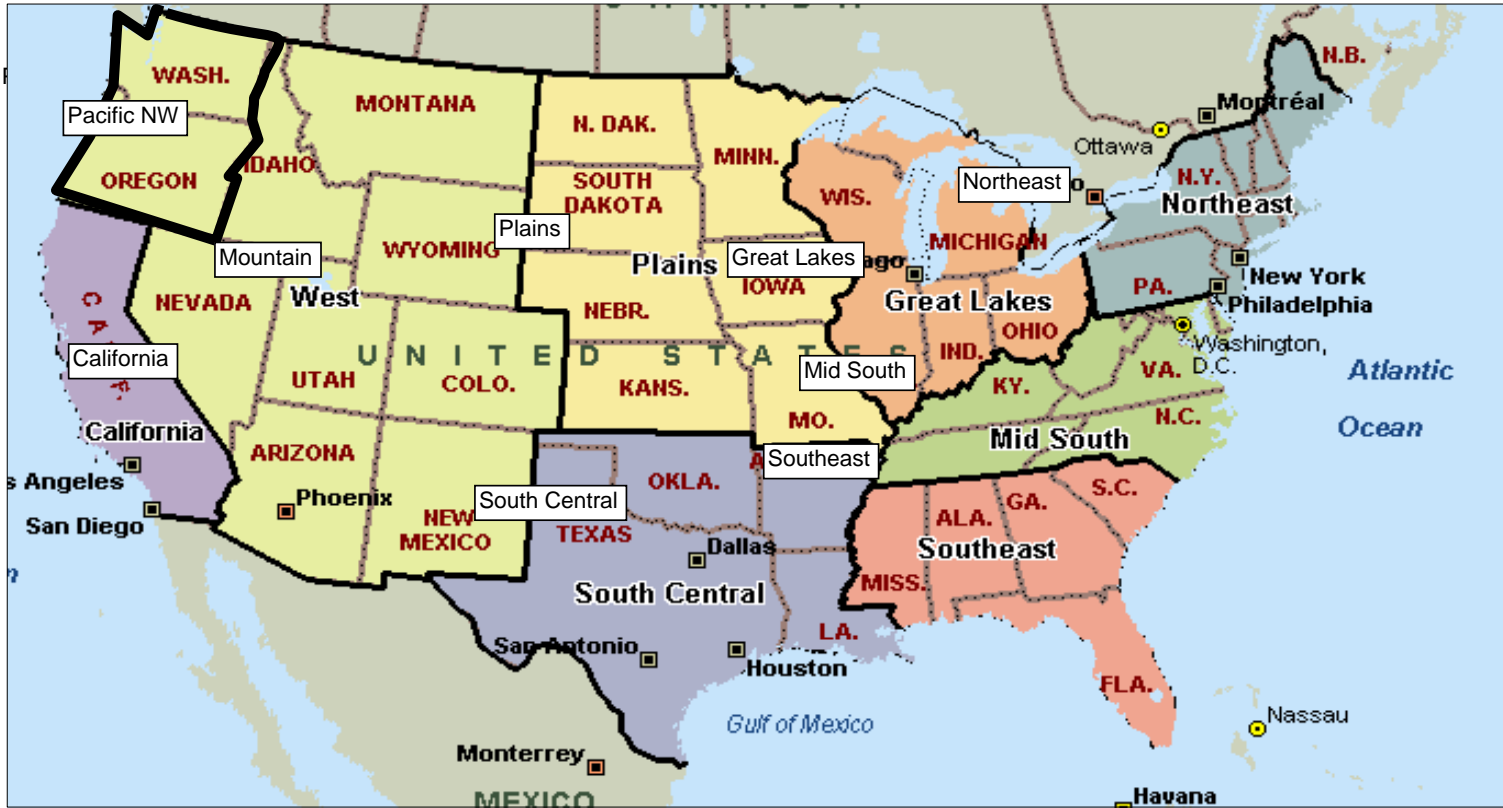 CANADA
N.B.
WASH.
Montréal
MONTANA
Pacific NW
N. DAK.
Ottawa
MINN.
IDAHO
OREGON
SOUTH
DAKOTA
Northeast
N.Y.
WIS.
Northeast
Plains
WYOMING
MICHIGAN
Mountain
Plains
Great Lakes
New York
West
IOWA
PA.
NEVADA
Great Lakes
Philadelphia
NEBR.
OHIO
CALIF.
UNITED STATES
Washington,
D.C.
California
IND.
Mid South
VA.
Atlantic
UTAH
COLO.
KANS.
KY.
MO.
N.C.
Ocean
California
Mid South
ARIZONA
Southeast
OKLA.
s Angeles
Phoenix
South Central
S.C.
GA.
San Diego
NEW
MEXICO
TEXAS
ALA.
Dallas
Southeast
MISS.
South Central
LA.
San Antonio
Houston
FLA.
Gulf of Mexico
Nassau
Monterrey
MEXICO
Havana